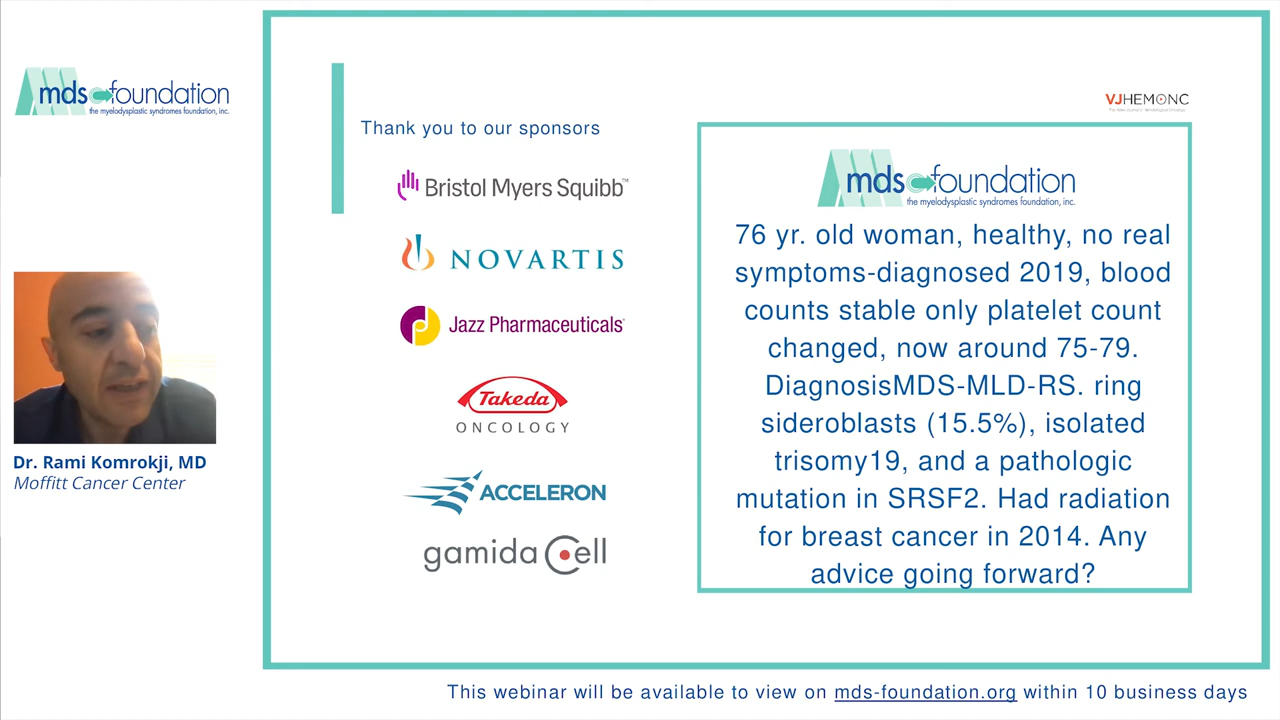 mds foundation
the myelodysplastic syndromes foundation, inc.
Dr. Rami Komrokji, MD
Moffitt Cancer Center
Thank you to our sponsors
Bristol Myers Squibb™
NOVARTIS
Jazz Pharmaceuticals
Takeda
ONCOLOGY
ACCELERON
gamida Cell
VJHEMONC
mds foundation
the myelodysplastic syndromes foundation, inc.
76 yr. old woman, healthy, no real
symptoms-diagnosed 2019, blood
counts stable only platelet count
changed, now around 75-79.
DiagnosisMDS-MLD-RS. ring
sideroblasts (15.5%), isolated
trisomy19, and a pathologic
mutation in SRSF2. Had radiation
for breast cancer in 2014. Any
advice going forward?
This webinar will be available to view on mds-foundation.org within 10 business days